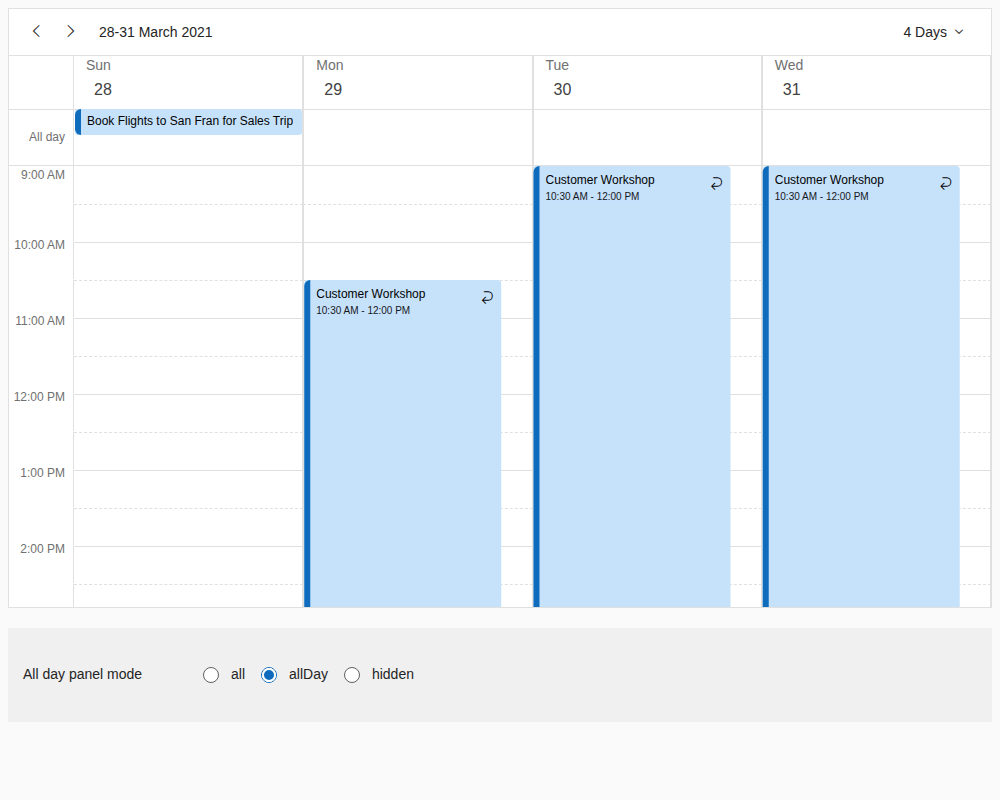 28-31 March 2021
4 Days
Sun
28
Mon
29
Tue
30
Wed
31
All day
Book Flights to San Fran for Sales Trip
9:00 AM
10:00 AM
11:00 AM
12:00 PM
1:00 PM
2:00 PM
Customer Workshop
10:30 AM - 12:00 PM
Customer Workshop
10:30 AM - 12:00 PM
Customer Workshop
10:30 AM - 12:00 PM
All day panel mode
all
allDay
hidden